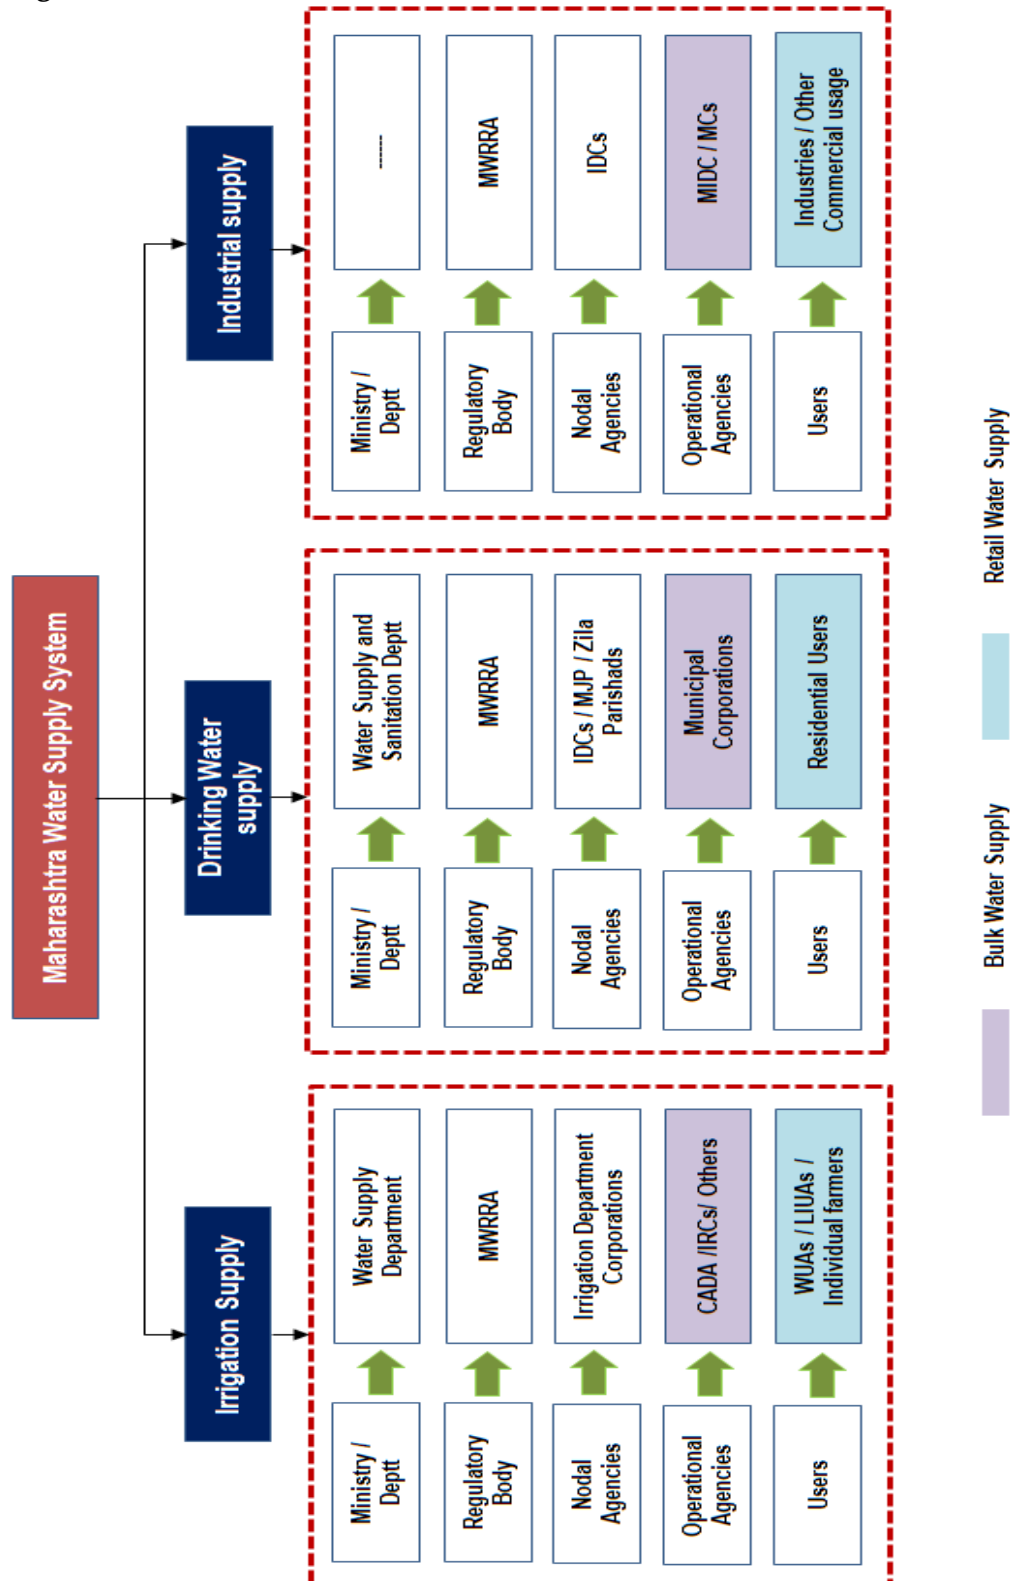 Maharashtra Water Supply System
Irrigation Supply
Ministry /
Deptt
Water Supply
Department
Regulatory
Body
MWRRA
Nodal
Agencies
Irrigation Department
Corporations
Operational
Agencies
CADA /IRCs/ Others
Users
WUAs / LIUAs /
Individual farmers
Drinking Water
supply
Ministry /
Deptt
Water Supply and
Sanitation Deptt
Regulatory
Body
MWRRA
Nodal
Agencies
IDCs / MJP / Zila
Parishads
Operational
Agencies
Municipal
Corporations
Users
Residential Users
Industrial supply
Ministry /
Deptt
------
Regulatory
Body
MWRRA
Nodal
Agencies
IDCs
Operational
Agencies
MIDC / MCs
Users
Industries / Other
Commercial usage
Bulk Water Supply
Retail Water Supply